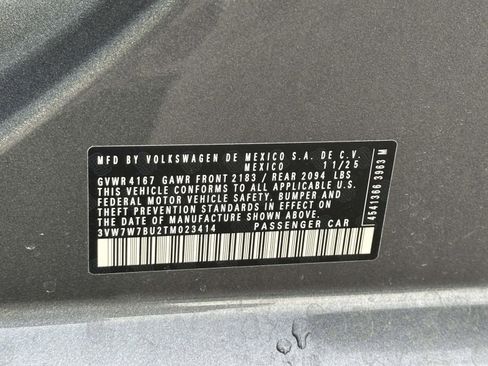 MFD BY VOLKSWAGEN DE MEXICO S.A. DE C.V.
MEXICO 11/25
GVWR 4167 GAWR FRONT 2183 / REAR 2094 LBS
THIS VEHICLE CONFORMS TO ALL APPLICABLE U.S.
FEDERAL MOTOR VEHICLE SAFETY, BUMPER AND
THEFT PREVENTION STANDARDS IN EFFECT ON THE
DATE OF MANUFACTURE SHOWN ABOVE.
3VW7W7BU2TM023414 PASSENGER CAR
4541366 3963 M